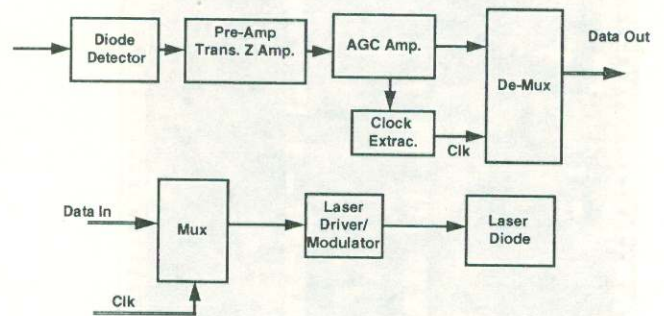 Diode
Detector
Pre-Amp
Trans. Z Amp.
AGC Amp.
Clock
Extrac.
Clk
De-Mux
Data Out
Data In
Mux
Clk
Laser
Driver/
Modulator
Laser
Diode